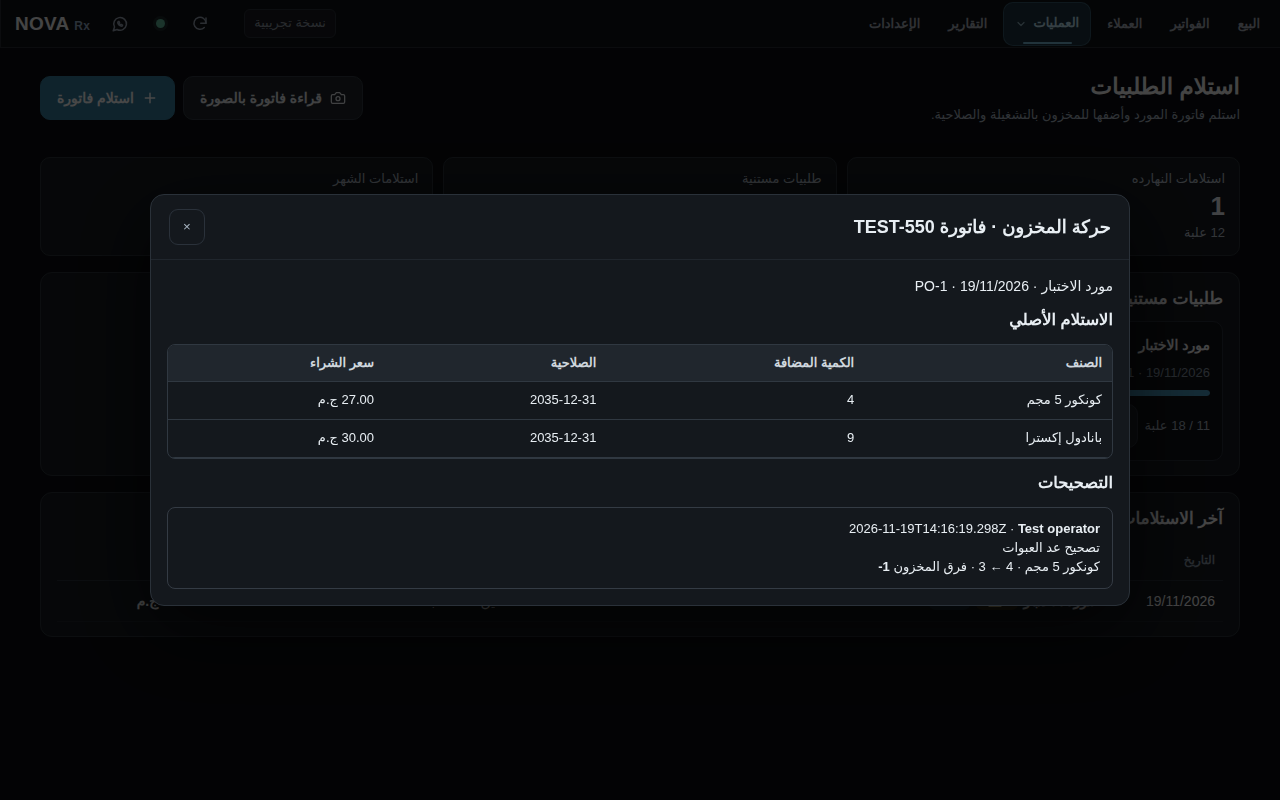 البيع
الفواتير
العملاء
العمليات
التقارير
الإعدادات
نسخة تجريبية
NOVA Rx
استلام الطلبيات
استلم فاتورة المورد وأضفها للمخزون بالتشغيلة والصلاحية.
قراءة فاتورة بالصورة
استلام فاتورة
استلامات النهارده
1
12 علبة
طلبيات مستنية
استلامات الشهر
حركة المخزون · فاتورة TEST-550
×
مورد الاختبار · 19/11/2026 · PO-1
الاستلام الأصلي
الصنف الكمية المضافة الصلاحية سعر الشراء
كونكور 5 مجم 4 2035-12-31 27.00 ج.م
بانادول إكسترا 9 2035-12-31 30.00 ج.م
التصحيحات
Test operator · 2026-11-19T14:16:19.298Z
تصحيح عد العبوات
كونكور 5 مجم · 4 ← 3 · فرق المخزون 1-
طلبيات مستنية
مورد الاختبار
19/11/2026
11 / 18 علبة
آخر الاستلامات
التاريخ
19/11/2026
ج.م